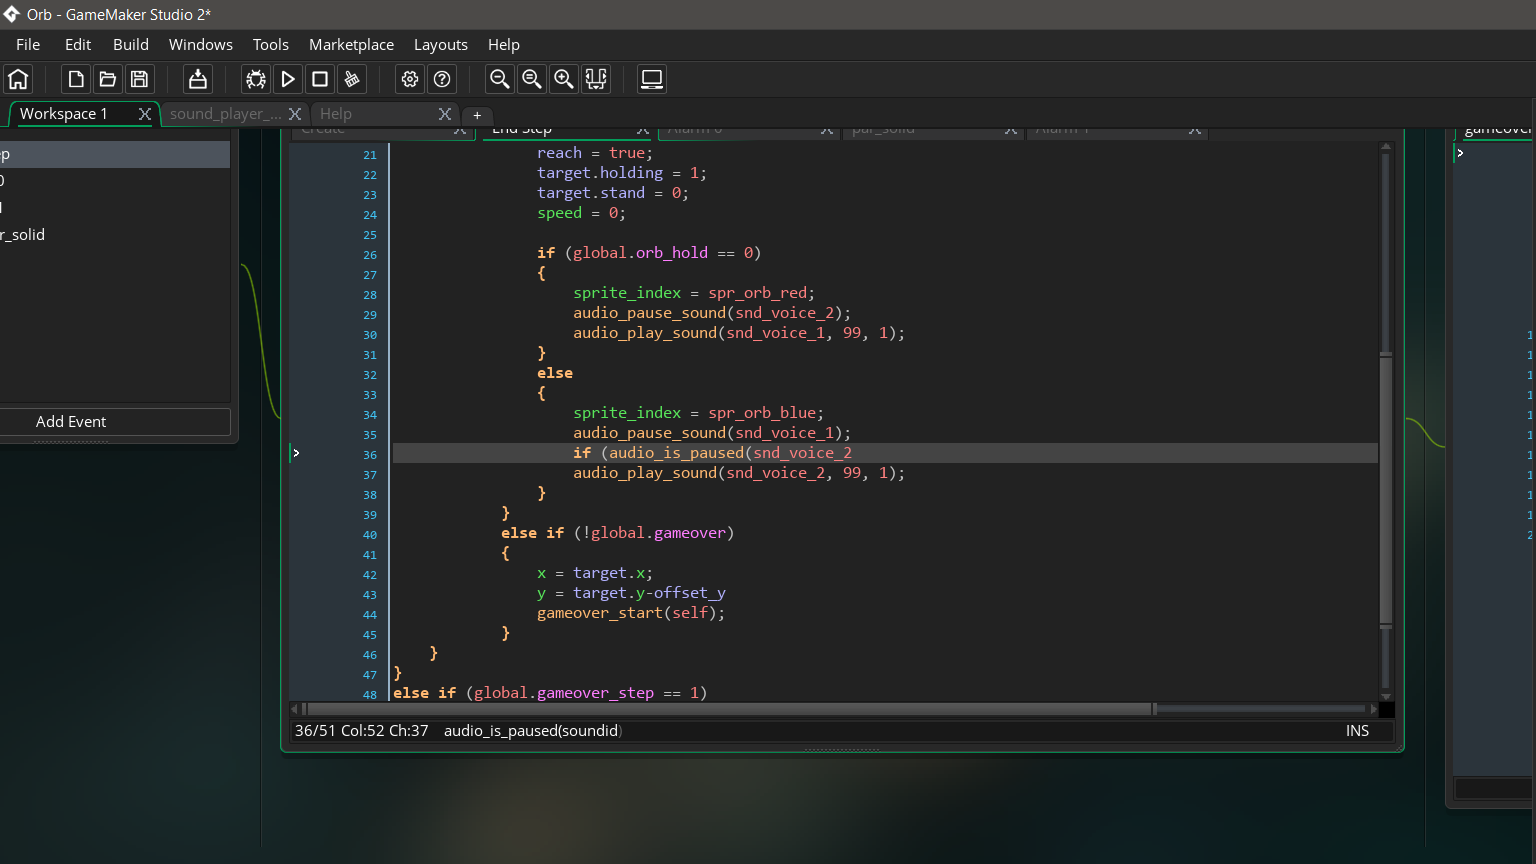 Orb - GameMaker Studio 2*
File Edit Build Windows Tools Marketplace Layouts Help
Workspace 1 X sound_player_... X Help X +
Create X End Step X Alarm 0 X par_solid X Alarm 1 X
gameover
ep
0
1
r_solid
Add Event
21 reach = true;
22 target.holding = 1;
23 target.stand = 0;
24 speed = 0;
25
26 if (global.orb_hold == 0)
27 {
28 sprite_index = spr_orb_red;
29 audio_pause_sound(snd_voice_2);
30 audio_play_sound(snd_voice_1, 99, 1);
31 }
32 else
33 {
34 sprite_index = spr_orb_blue;
35 audio_pause_sound(snd_voice_1);
36 if (audio_is_paused(snd_voice_2
37 audio_play_sound(snd_voice_2, 99, 1);
38 }
39 }
40 else if (!global.gameover)
41 {
42 x = target.x;
43 y = target.y-offset_y
44 gameover_start(self);
45 }
46 }
47 }
48 else if (global.gameover_step == 1)
36/51 Col:52 Ch:37 audio_is_paused(soundid) INS